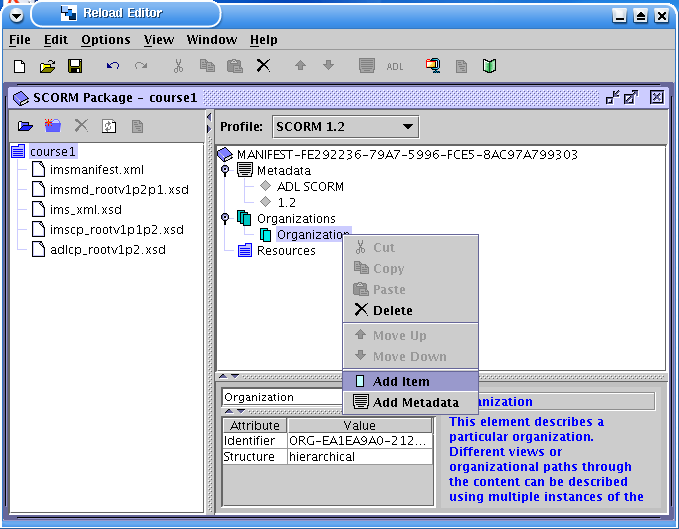 Reload Editor
File Edit Options View Window Help
ADL
SCORM Package - course1
Profile: SCORM 1.2
course1
imsmanifest.xml
imsmd_rootv1p2p1.xsd
ims_xml.xsd
imscp_rootv1p1p2.xsd
adlcp_rootv1p2.xsd
MANIFEST-FE292236-79A7-5996-FCE5-8AC97A799303
Metadata
ADL SCORM
1.2
Organizations
Organization
Resources
Cut
Copy
Paste
Delete
Move Up
Move Down
Add Item
Add Metadata
Organization
Attribute Value
Identifier ORG-EA1EA9A0-212...
Structure hierarchical
anization
This element describes a
particular organization.
Different views or
organizational paths through
the content can be described
using multiple instances of the